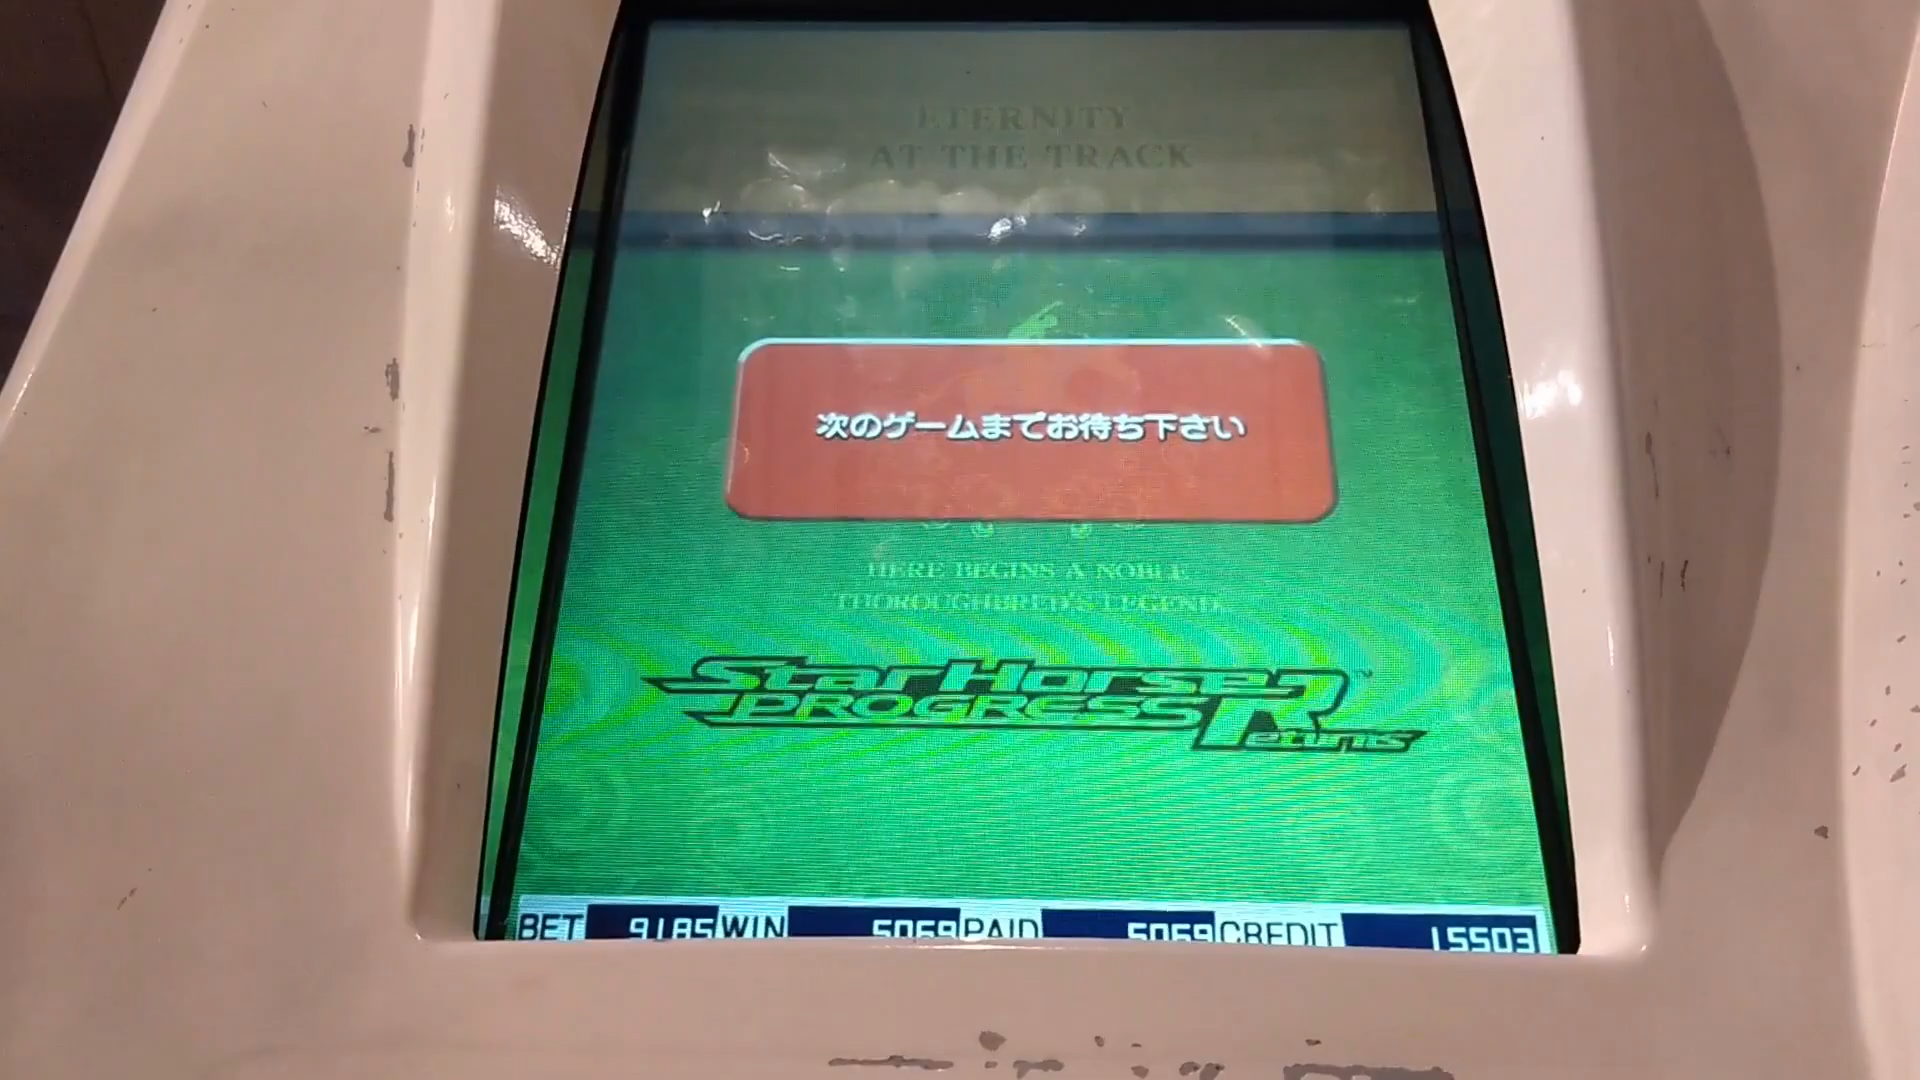 ETERNITY
AT THE TRACK
次のゲームまでお待ち下さい
HERE BEGINS A NOBLE
THOROUGHBRED'S LEGEND.
StarHorse2
PROGRESS Returns
BET 9185 WIN 5069 PAID 5069 CREDIT 15503